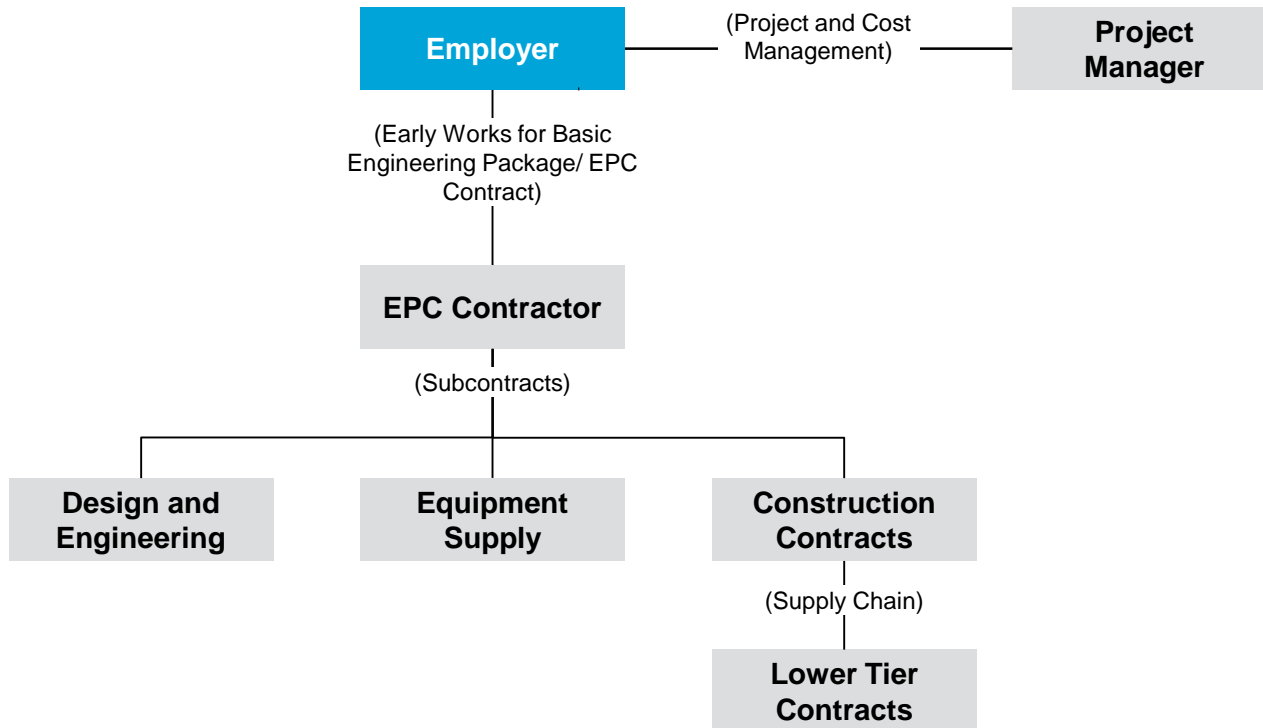 Employer
(Project and Cost
Management)
Project
Manager
(Early Works for Basic
Engineering Package/ EPC
Contract)
EPC Contractor
(Subcontracts)
Design and
Engineering
Equipment
Supply
Construction
Contracts
(Supply Chain)
Lower Tier
Contracts